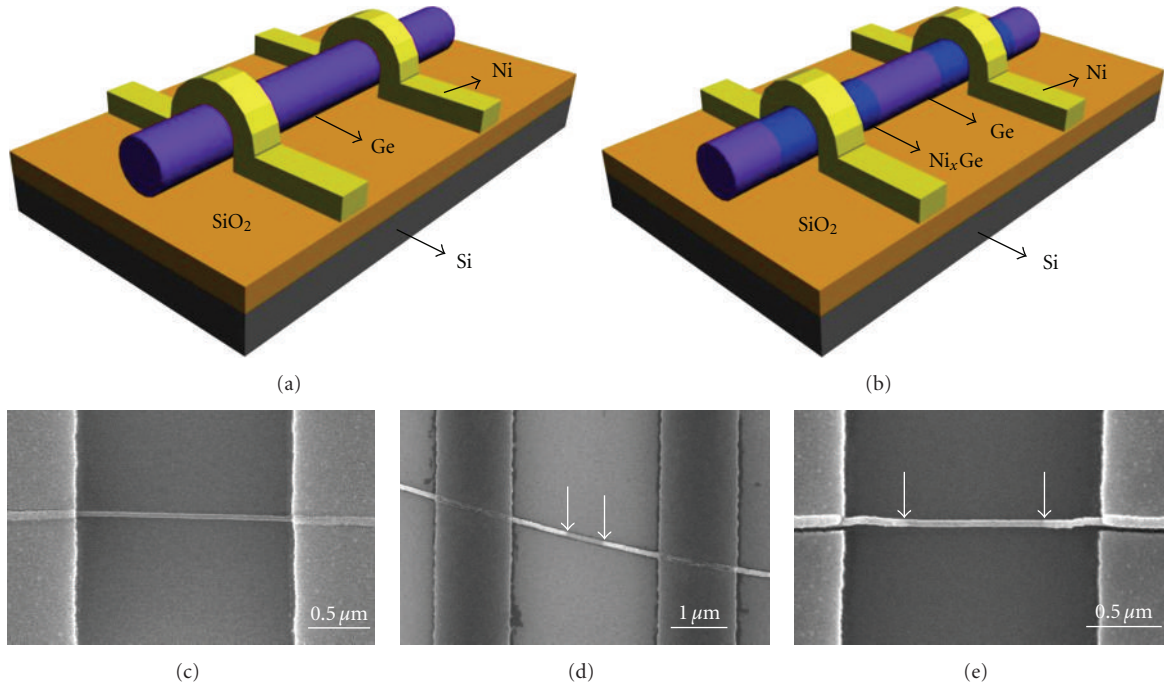 Ni
Ge
SiO₂
Si
(a)
Ni
Ge
NiₓGe
SiO₂
Si
(b)
0.5 μm
(c)
1 μm
(d)
0.5 μm
(e)